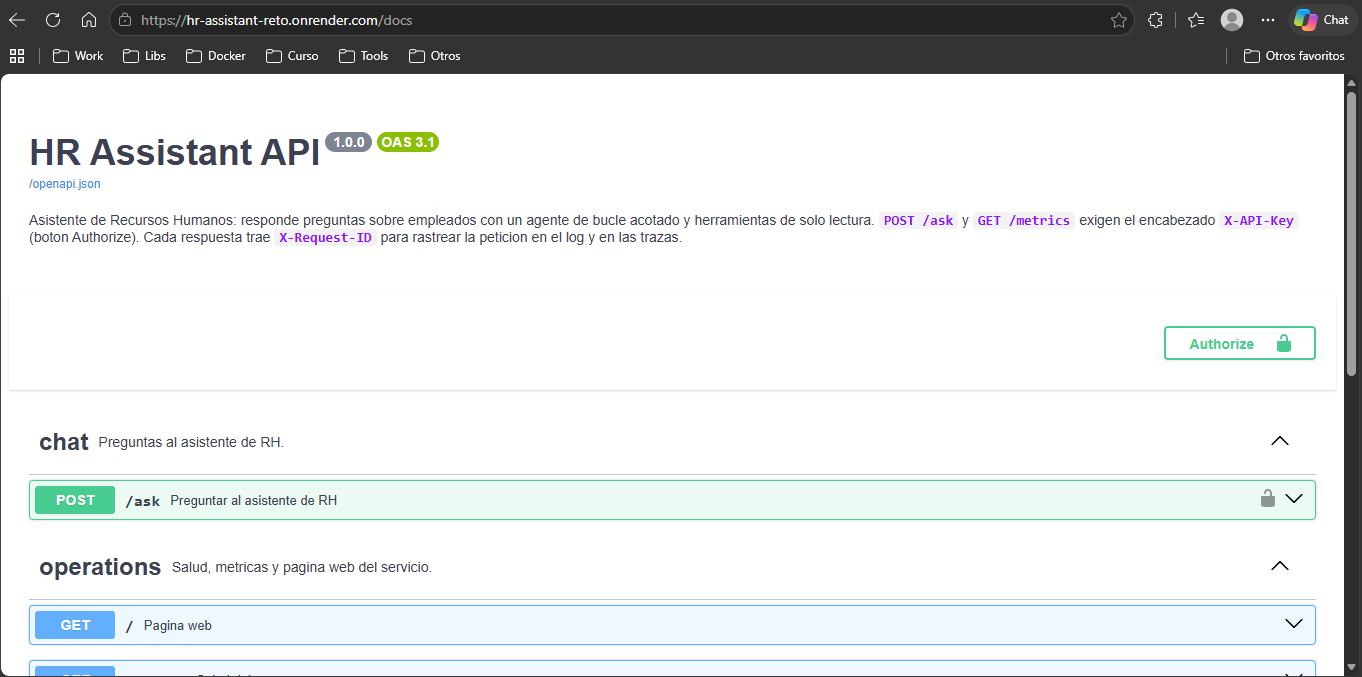 https://hr-assistant-reto.onrender.com/docs
Chat
Work Libs Docker Curso Tools Otros Otros favoritos
HR Assistant API 1.0.0 OAS 3.1
/openapi.json
Asistente de Recursos Humanos: responde preguntas sobre empleados con un agente de bucle acotado y herramientas de solo lectura. POST /ask y GET /metrics exigen el encabezado X-API-Key
(boton Authorize). Cada respuesta trae X-Request-ID para rastrear la peticion en el log y en las trazas.
Authorize
chat Preguntas al asistente de RH.
POST /ask Preguntar al asistente de RH
operations Salud, metricas y pagina web del servicio.
GET / Pagina web